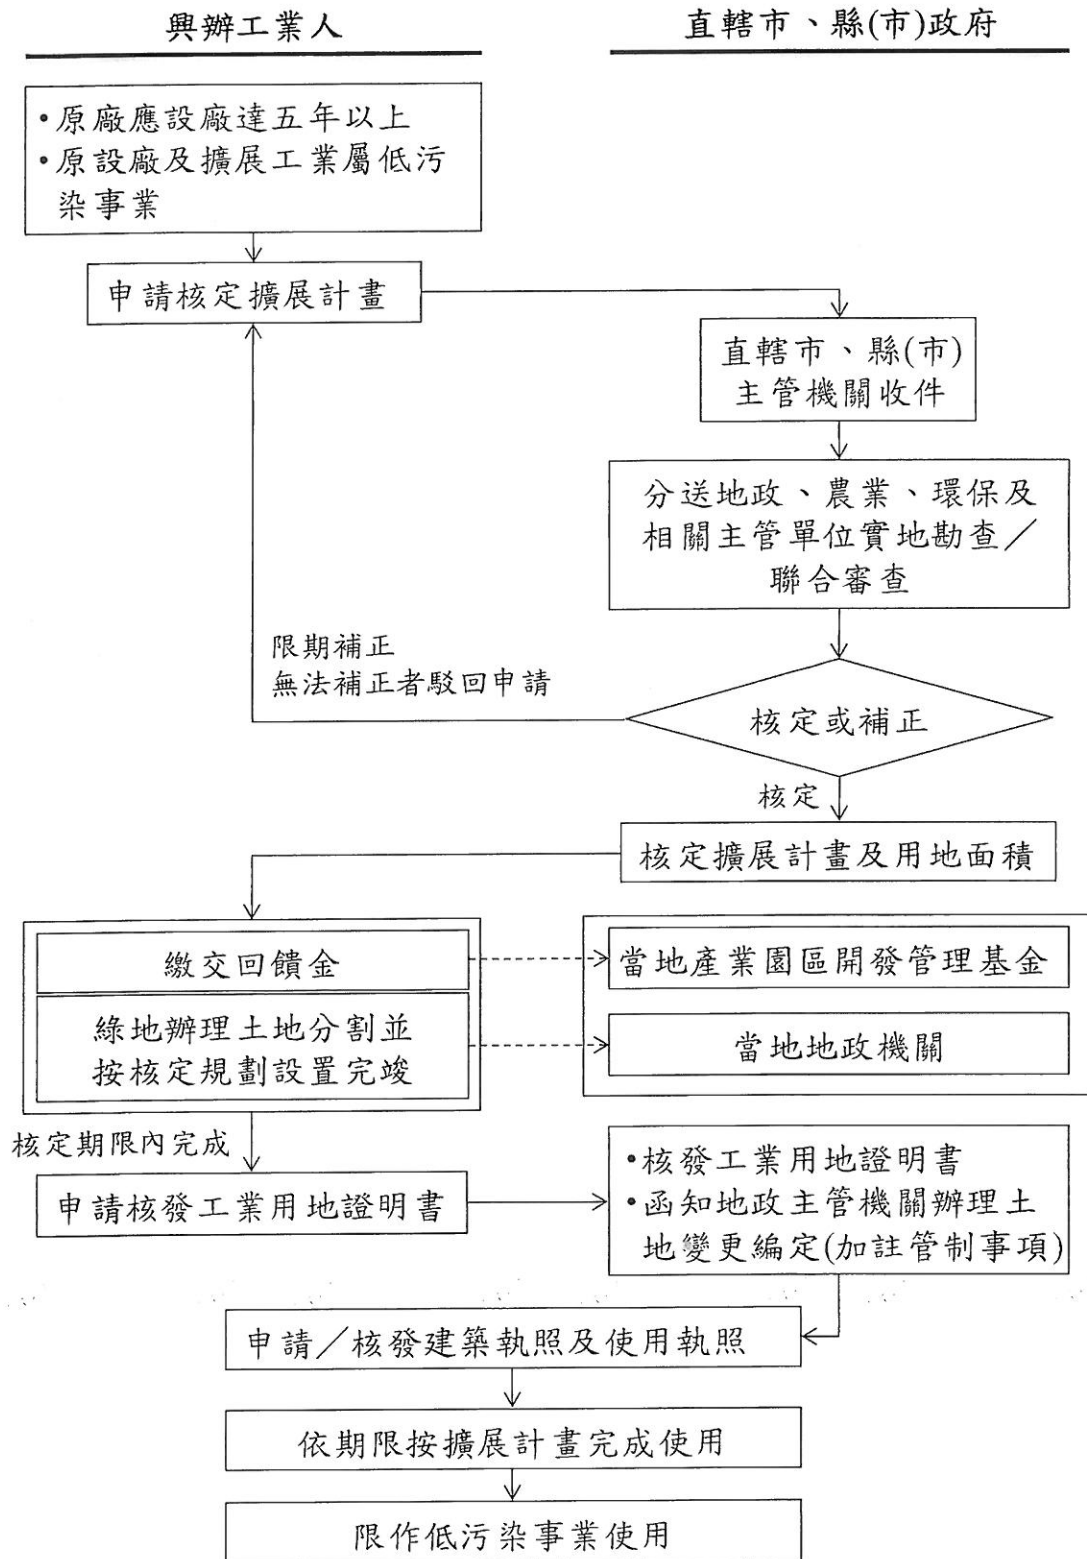 興辦工業人
直轄市、縣(市)政府
•原廠應設廠達五年以上
•原設廠及擴展工業屬低污
染事業
申請核定擴展計畫
直轄市、縣(市)
主管機關收件
分送地政、農業、環保及
相關主管單位實地勘查／
聯合審查
限期補正
無法補正者駁回申請
核定或補正
核定
核定擴展計畫及用地面積
繳交回饋金
當地產業園區開發管理基金
綠地辦理土地分割並
按核定規劃設置完竣
當地地政機關
核定期限內完成
申請核發工業用地證明書
•核發工業用地證明書
•函知地政主管機關辦理土
地變更編定(加註管制事項)
申請／核發建築執照及使用執照
依期限按擴展計畫完成使用
限作低污染事業使用